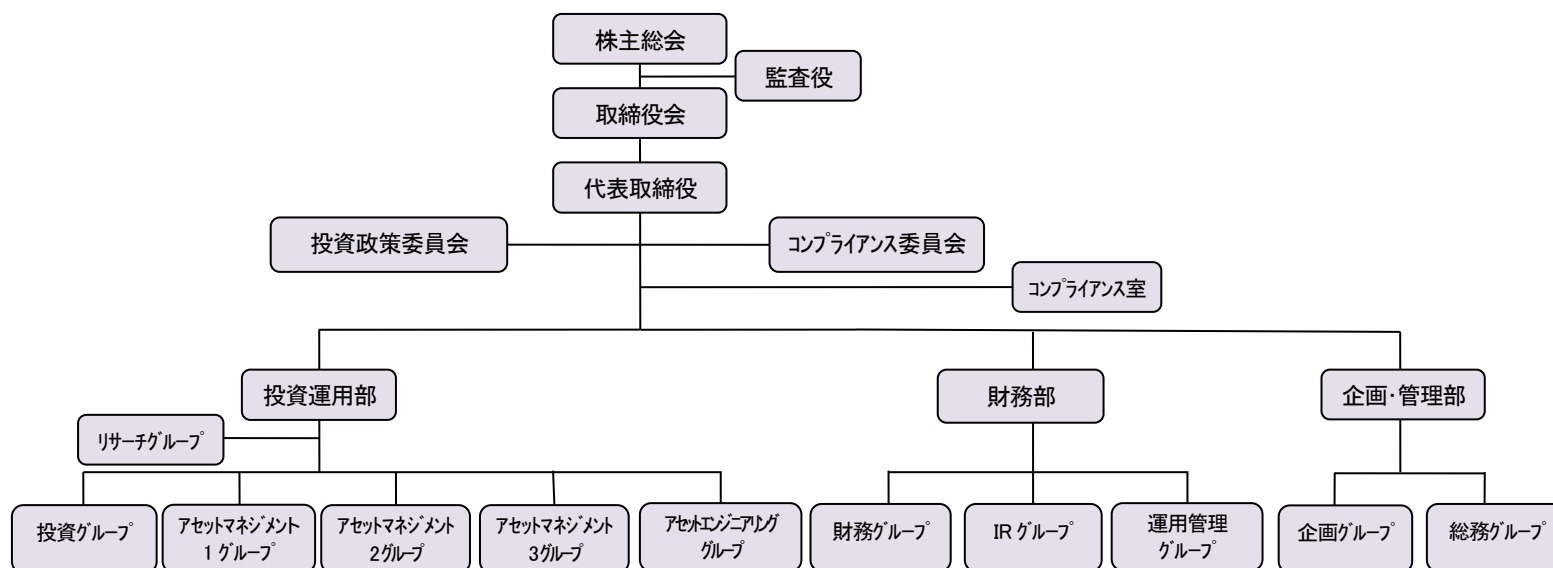 株主総会
監査役
取締役会
代表取締役
投資政策委員会
コンプライアンス委員会
コンプライアンス室
投資運用部
財務部
企画・管理部
リサーチグループ
投資グループ
アセットマネジメント
1 グループ
アセットマネジメント
2グループ
アセットマネジメント
3グループ
アセットエンジニアリング
グループ
財務グループ
IR グループ
運用管理
グループ
企画グループ
総務グループ